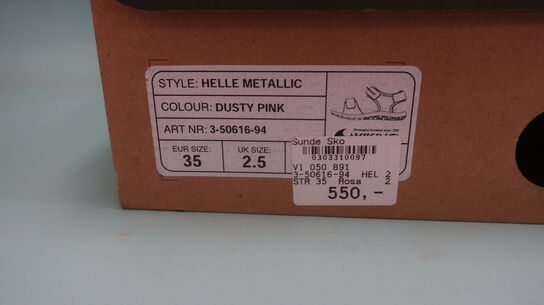 STYLE: HELLE METALLIC
COLOUR: DUSTY PINK
ART NR: 3-50616-94
EUR SIZE: 35
UK SIZE: 2.5
Sunde Sko
0303310097
VI 050 891
3-50616-94 HEL 2
STR 35 Rosa 2
550,-